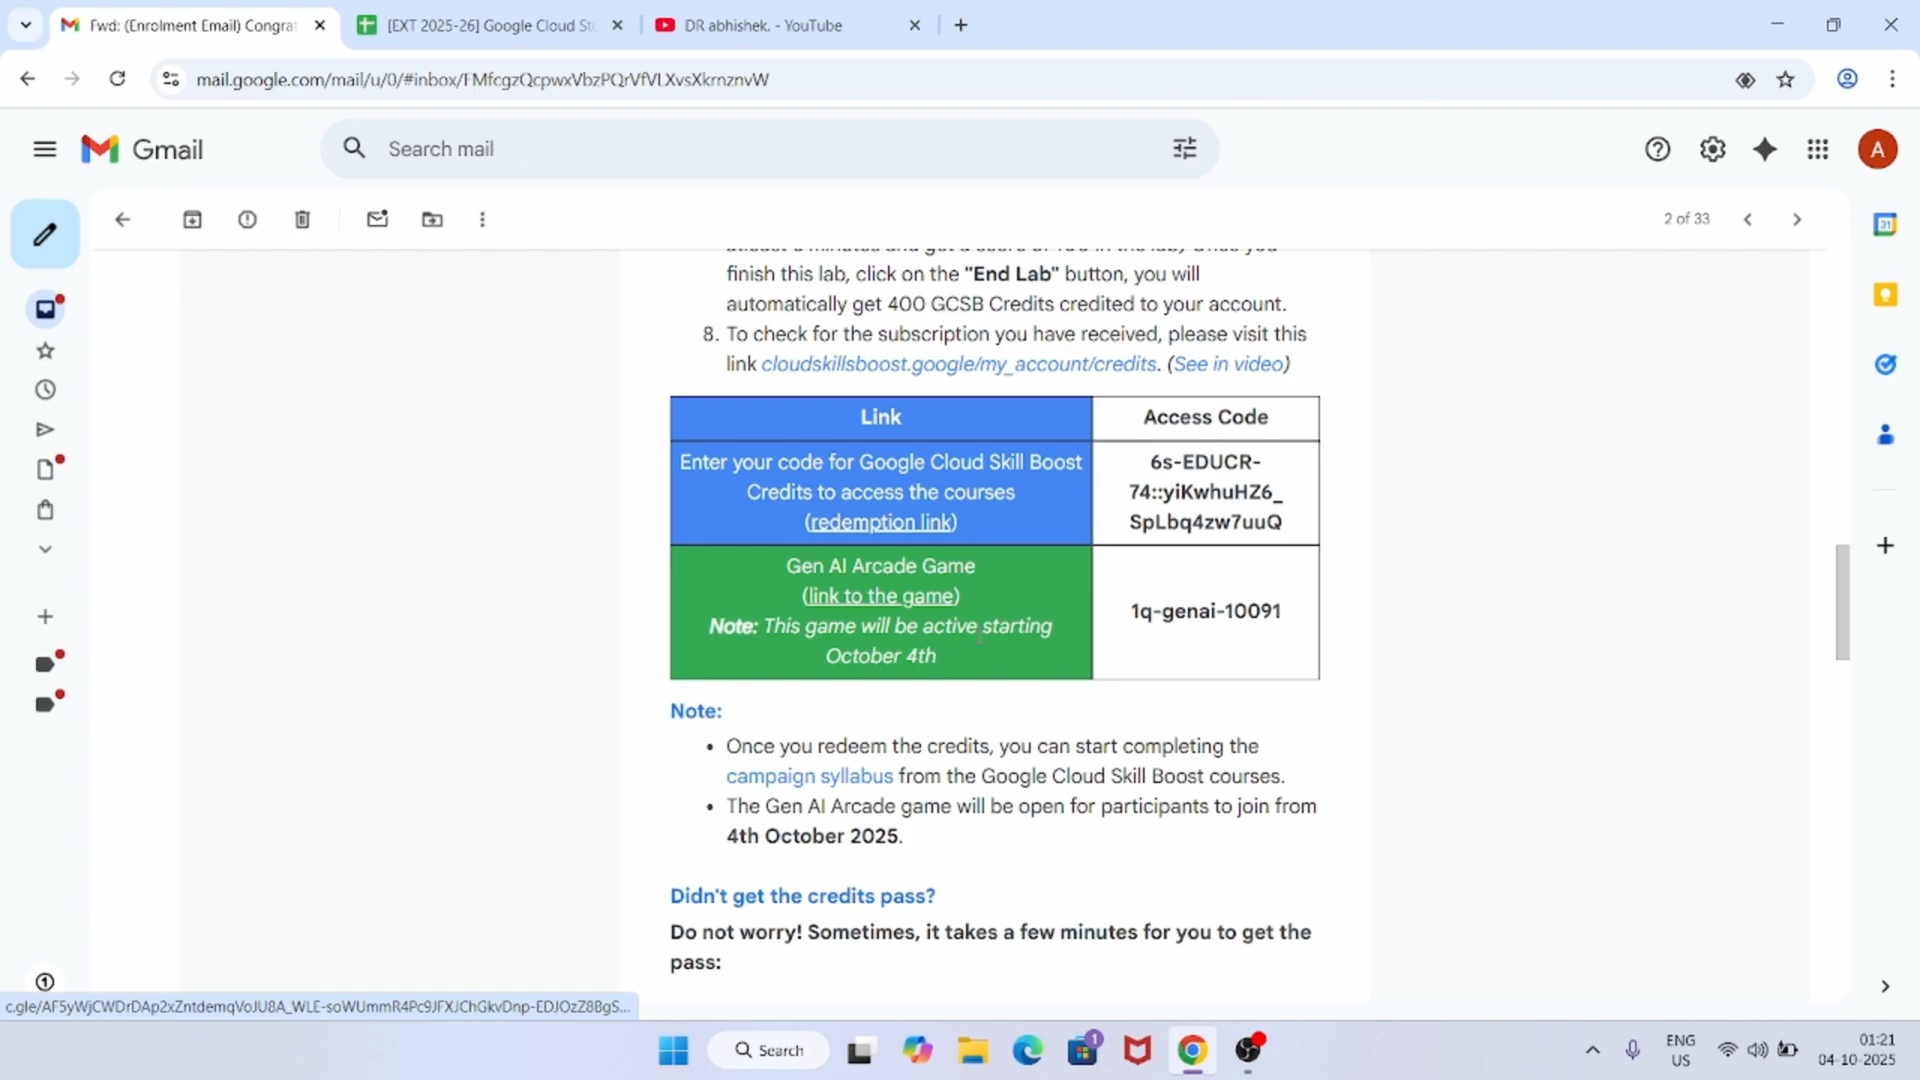 Fwd: (Enrolment Email) Congra
[EXT 2025-26] Google Cloud Stu
DR abhishek. - YouTube
mail.google.com/mail/u/0/#inbox/FMfcgzQcpwxVbzPQrVfVLXvsXkrnznvW
Gmail
Search mail
A
2 of 33
31
finish this lab, click on the "End Lab" button, you will
automatically get 400 GCSB Credits credited to your account.
8. To check for the subscription you have received, please visit this
link cloudskillsboost.google/my_account/credits. (See in video)
Link
Access Code
Enter your code for Google Cloud Skill Boost
Credits to access the courses
(redemption link)
6s-EDUCR-
74::yiKwhuHZ6_
SpLbq4zw7uuQ
Gen AI Arcade Game
(link to the game)
Note: This game will be active starting
October 4th
1q-genai-10091
Note:
• Once you redeem the credits, you can start completing the
campaign syllabus from the Google Cloud Skill Boost courses.
• The Gen AI Arcade game will be open for participants to join from
4th October 2025.
Didn't get the credits pass?
Do not worry! Sometimes, it takes a few minutes for you to get the
pass:
c.gle/AF5yWjCWDrDAp2xZntdemqVoJU8A_WLE-soWUmmR4Pc9JFXJChGkvDnp-EDJOzZ8BgS...
Search
1
ENG
US
01:21
04-10-2025